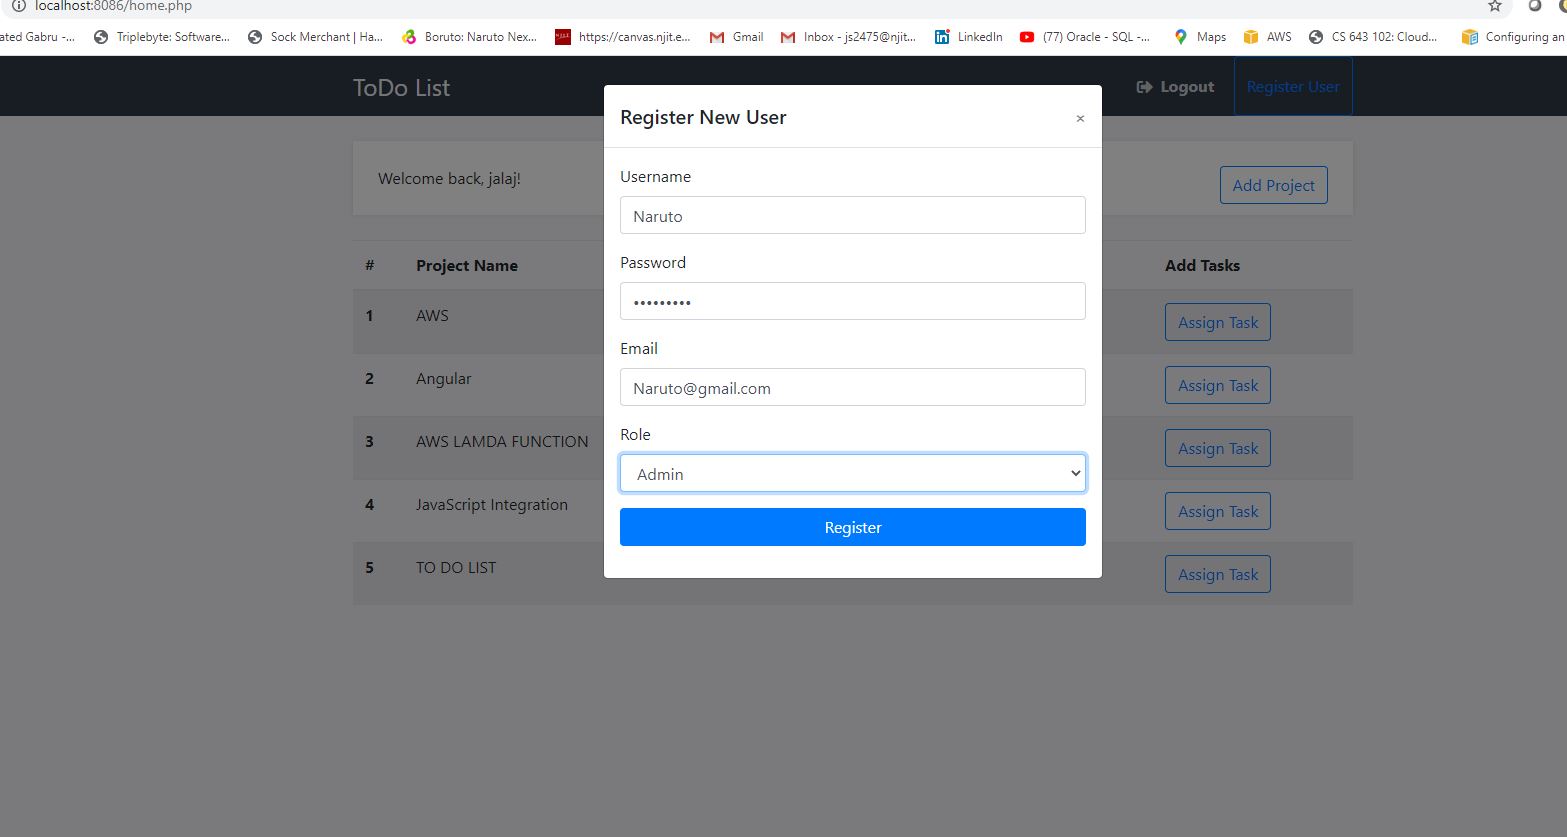 localhost:8086/home.php
ated Gabru -... Triplebyte: Software... Sock Merchant | Ha... Boruto: Naruto Nex... https://canvas.njit.e... Gmail Inbox - js2475@njit... LinkedIn (77) Oracle - SQL -... Maps AWS CS 643 102: Cloud... Configuring an
ToDo List Logout Register User
Register New User ×
Welcome back, jalaj! Add Project
Username
Naruto
Password
•••••••••
Email
Naruto@gmail.com
Role
Admin
Register
# Project Name Add Tasks
1 AWS Assign Task
2 Angular Assign Task
3 AWS LAMDA FUNCTION Assign Task
4 JavaScript Integration Assign Task
5 TO DO LIST Assign Task